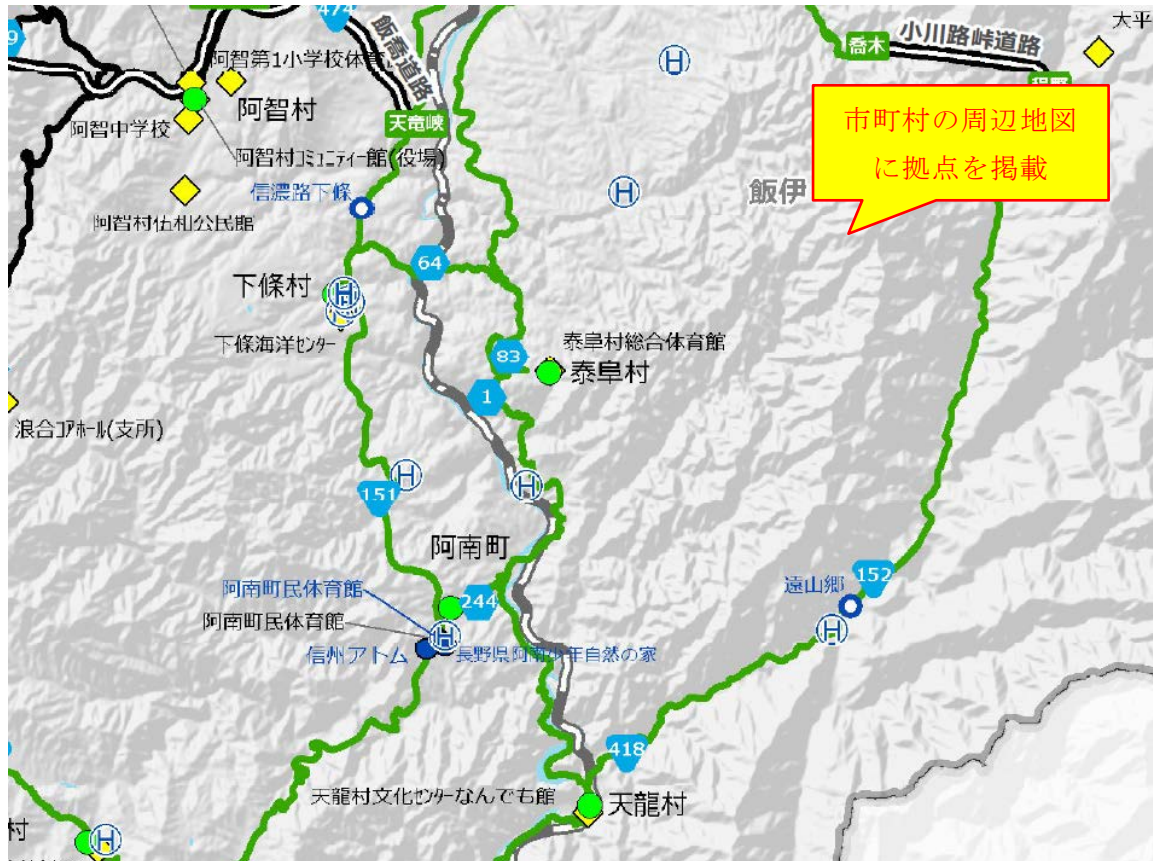 474
大平
小川路峠道路
喬木
程野
飯喬道路
阿智第1小学校体育
阿智村
天竜峡
阿智中学校
市町村の周辺地図
に拠点を掲載
阿智村コミュニティー館(役場)
信濃路下條
飯伊
阿智村伍和公民館
64
下條村
下條海洋センター
泰阜村総合体育館
83
泰阜村
1
浪合コアホール(支所)
151
阿南町
152
遠山郷
阿南町民体育館
244
阿南町民体育館
信州アトム
長野県阿南少年自然の家
418
天龍村文化センターなんでも館
天龍村
村